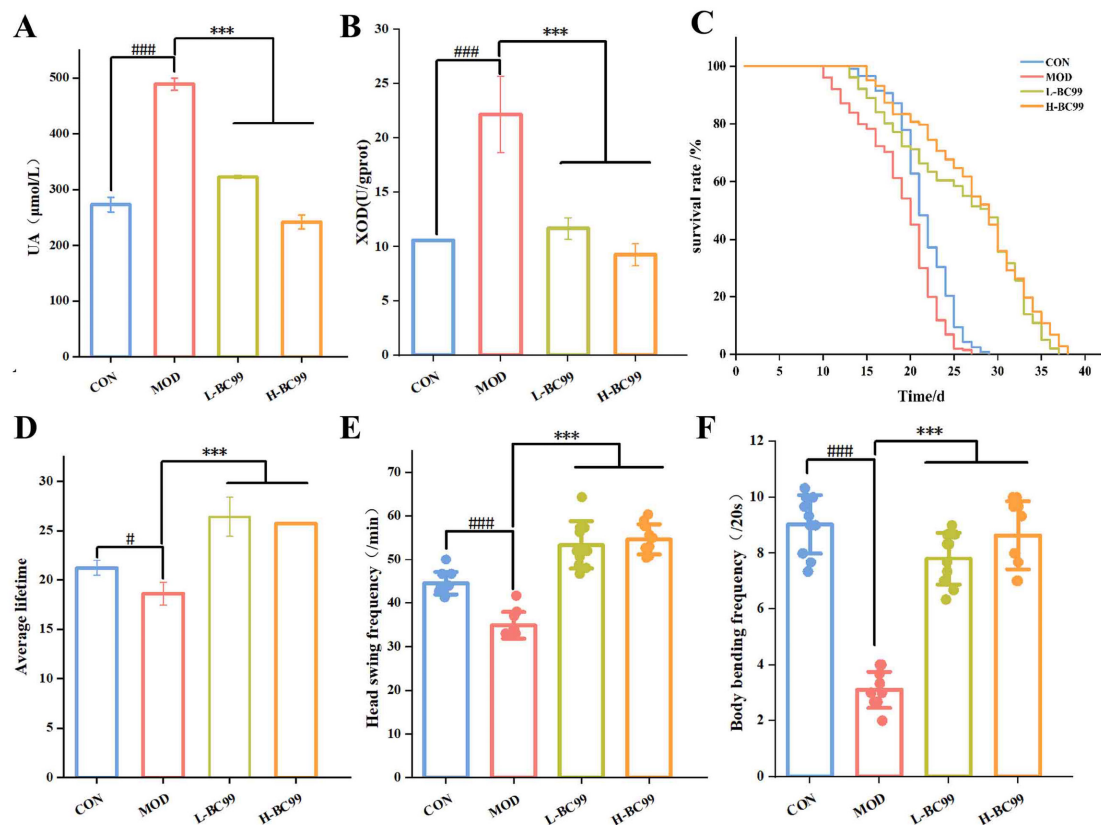 A
###
***
UA（μmol/L）
500
400
300
200
100
0
CON
MOD
L-BC99
H-BC99
B
###
***
XOD(U/gprot)
30
25
20
15
10
5
0
CON
MOD
L-BC99
H-BC99
C
CON
MOD
L-BC99
H-BC99
survival rate /%
100
80
60
40
20
0
0
5
10
15
20
25
30
35
40
Time/d
D
#
***
Average lifetime
30
25
20
15
10
5
0
CON
MOD
L-BC99
H-BC99
E
###
***
Head swing frequency（/min）
70
60
50
40
30
20
10
0
CON
MOD
L-BC99
H-BC99
F
###
***
Body bending frequency（/20s）
12
10
8
6
4
2
0
CON
MOD
L-BC99
H-BC99